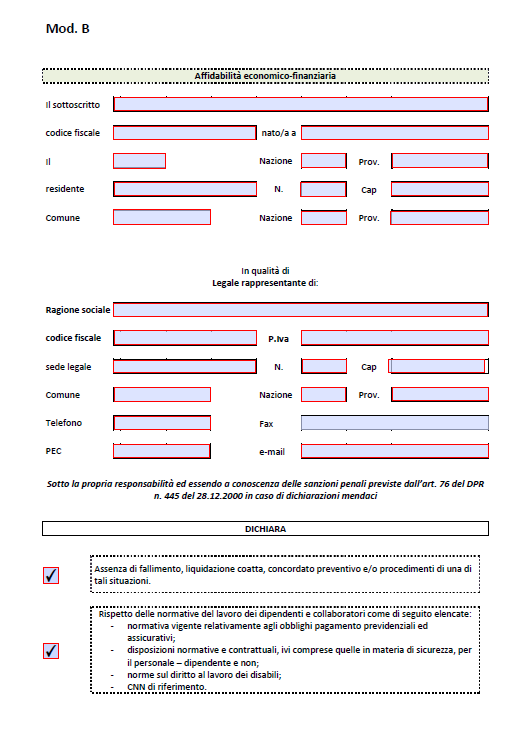 Mod. B
Affidabilità economico-finanziaria
Il sottoscritto
codice fiscale nato/a a
Il Nazione Prov.
residente N. Cap
Comune Nazione Prov.
In qualità di
Legale rappresentante di:
Ragione sociale
codice fiscale P.Iva
sede legale N. Cap
Comune Nazione Prov.
Telefono Fax
PEC e-mail
Sotto la propria responsabilità ed essendo a conoscenza delle sanzioni penali previste dall'art. 76 del DPR
n. 445 del 28.12.2000 in caso di dichiarazioni mendaci
DICHIARA
Assenza di fallimento, liquidazione coatta, concordato preventivo e/o procedimenti di una di
tali situazioni.
Rispetto delle normative del lavoro dei dipendenti e collaboratori come di seguito elencate:
- normativa vigente relativamente agli obblighi pagamento previdenziali ed
assicurativi;
- disposizioni normative e contrattuali, ivi comprese quelle in materia di sicurezza, per
il personale – dipendente e non;
- norme sul diritto al lavoro dei disabili;
- CNN di riferimento.